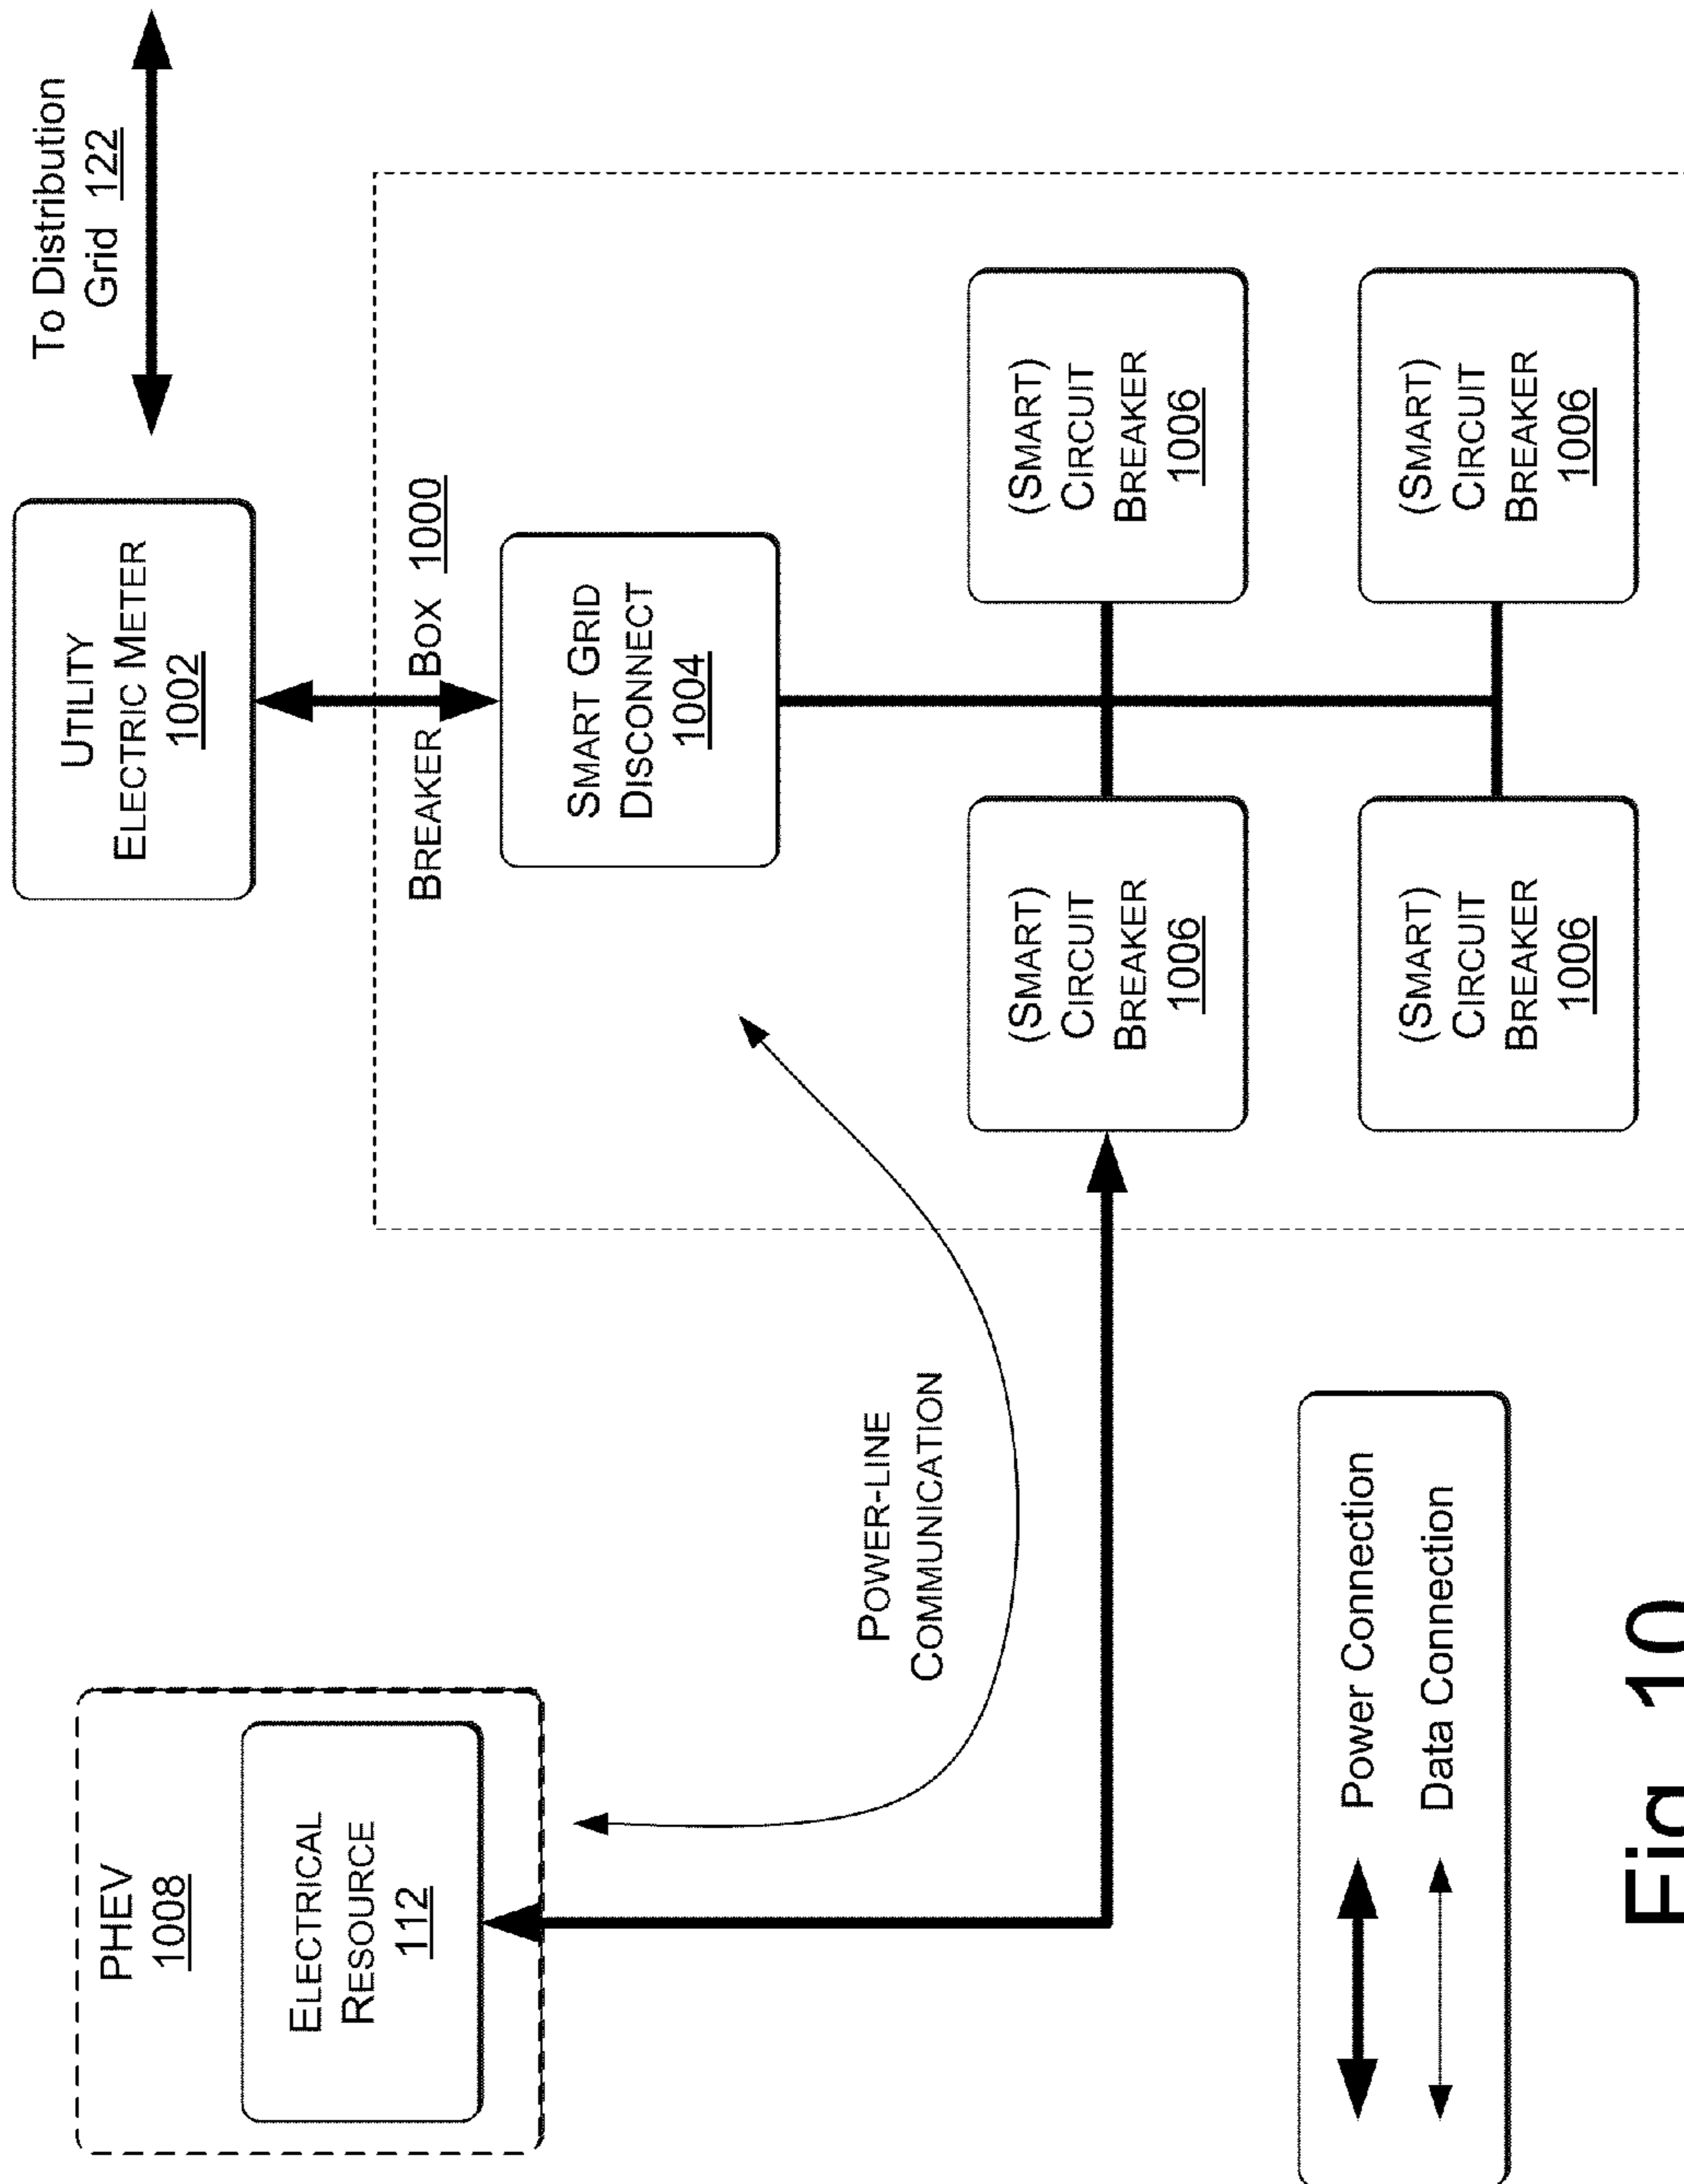 PHEV
1008
ELECTRICAL
RESOURCE
112
UTILITY
ELECTRIC METER
1002
To Distribution
Grid 122
BREAKER BOX 1000
SMART GRID
DISCONNECT
1004
POWER-LINE
COMMUNICATION
(SMART)
CIRCUIT
BREAKER
1006
(SMART)
CIRCUIT
BREAKER
1006
(SMART)
CIRCUIT
BREAKER
1006
(SMART)
CIRCUIT
BREAKER
1006
Power Connection
Data Connection
Fig. 10